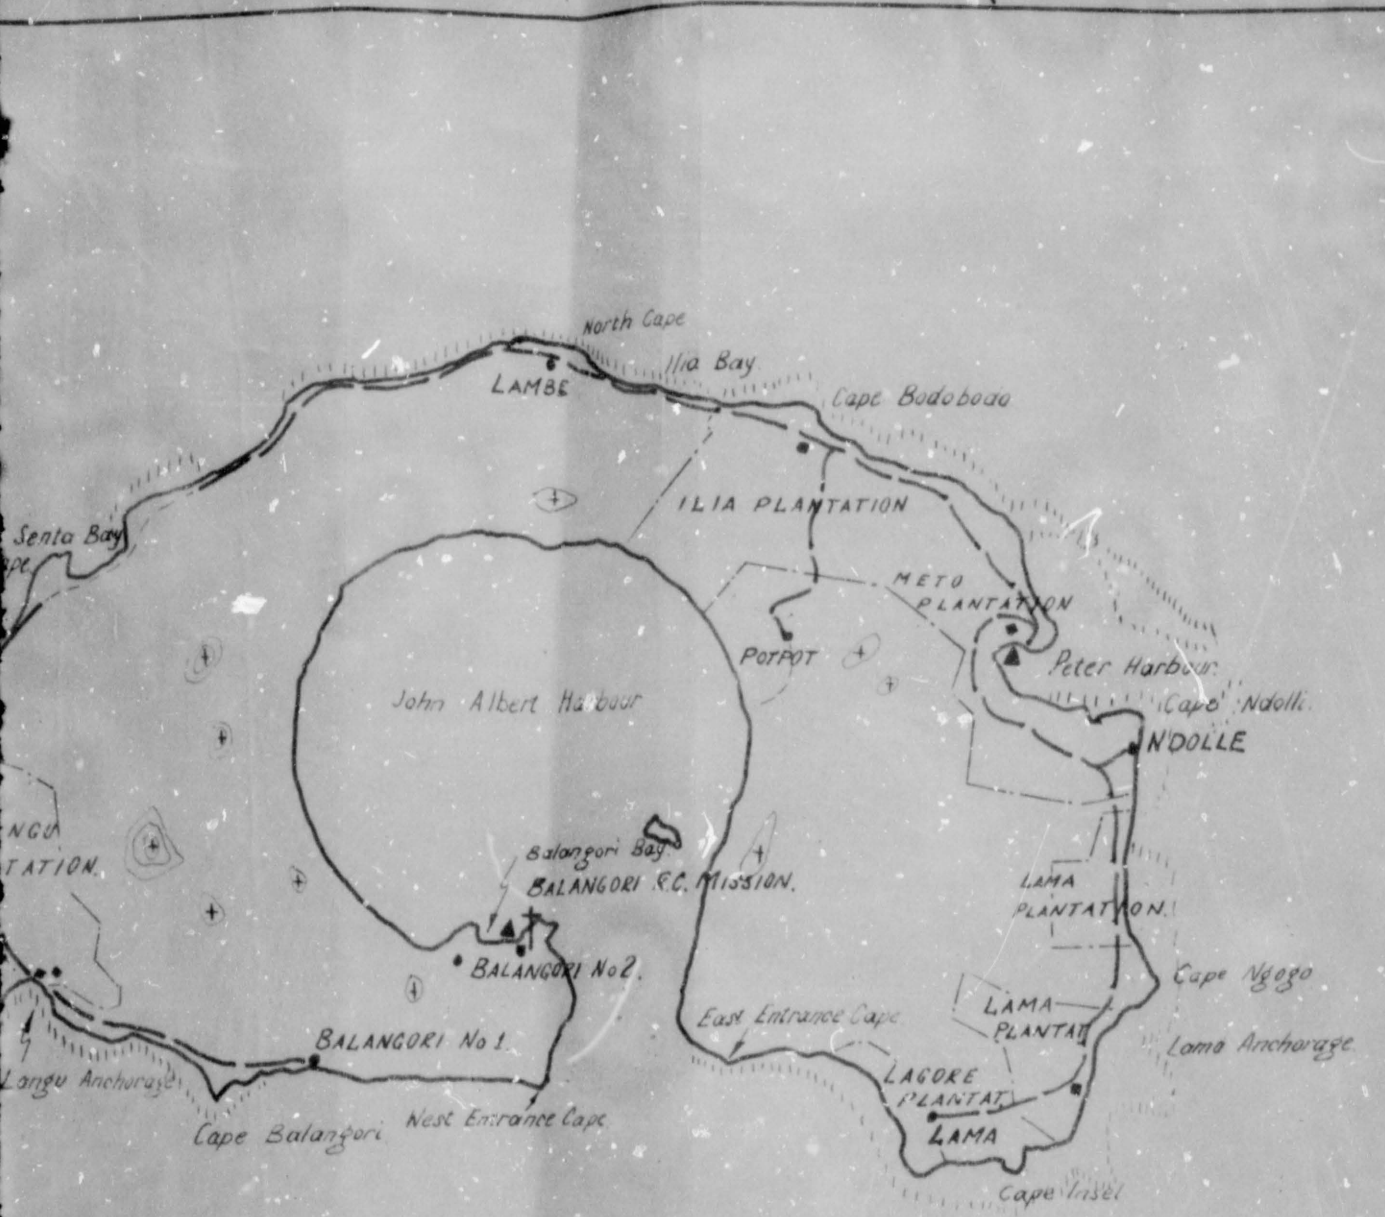 North Cape
Ilia Bay
LAMBE
Cape Bodobodo
ILIA PLANTATION
Senta Bay
METO
PLANTATION
POTPOT
Peter Harbour
Cape Ndolli
N'DOLLE
John Albert Harbour
NGU
TATION.
Balangori Bay
BALANGORI R.C. MISSION.
LAMA
PLANTATION.
BALANGORI No 2.
Cape Ngogo
LAMA
PLANTAT
East Entrance Cape
BALANGORI No 1.
Lama Anchorage
Langu Anchorage
LAGORE
PLANTAT.
West Entrance Cape
Cape Balangori
LAMA
Cape Insel